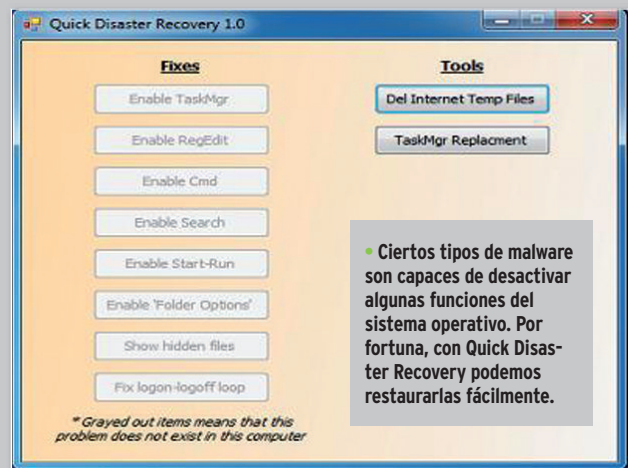 Quick Disaster Recovery 1.0
Fixes
Enable TaskMgr
Enable RegEdit
Enable Cmd
Enable Search
Enable Start-Run
Enable 'Folder Options'
Show hidden files
Fix logon-logoff loop
* Grayed out items means that this
problem does not exist in this computer
Tools
Del Internet Temp Files
TaskMgr Replacment
• Ciertos tipos de malware
son capaces de desactivar
algunas funciones del
sistema operativo. Por
fortuna, con Quick Disas-
ter Recovery podemos
restaurarlas fácilmente.